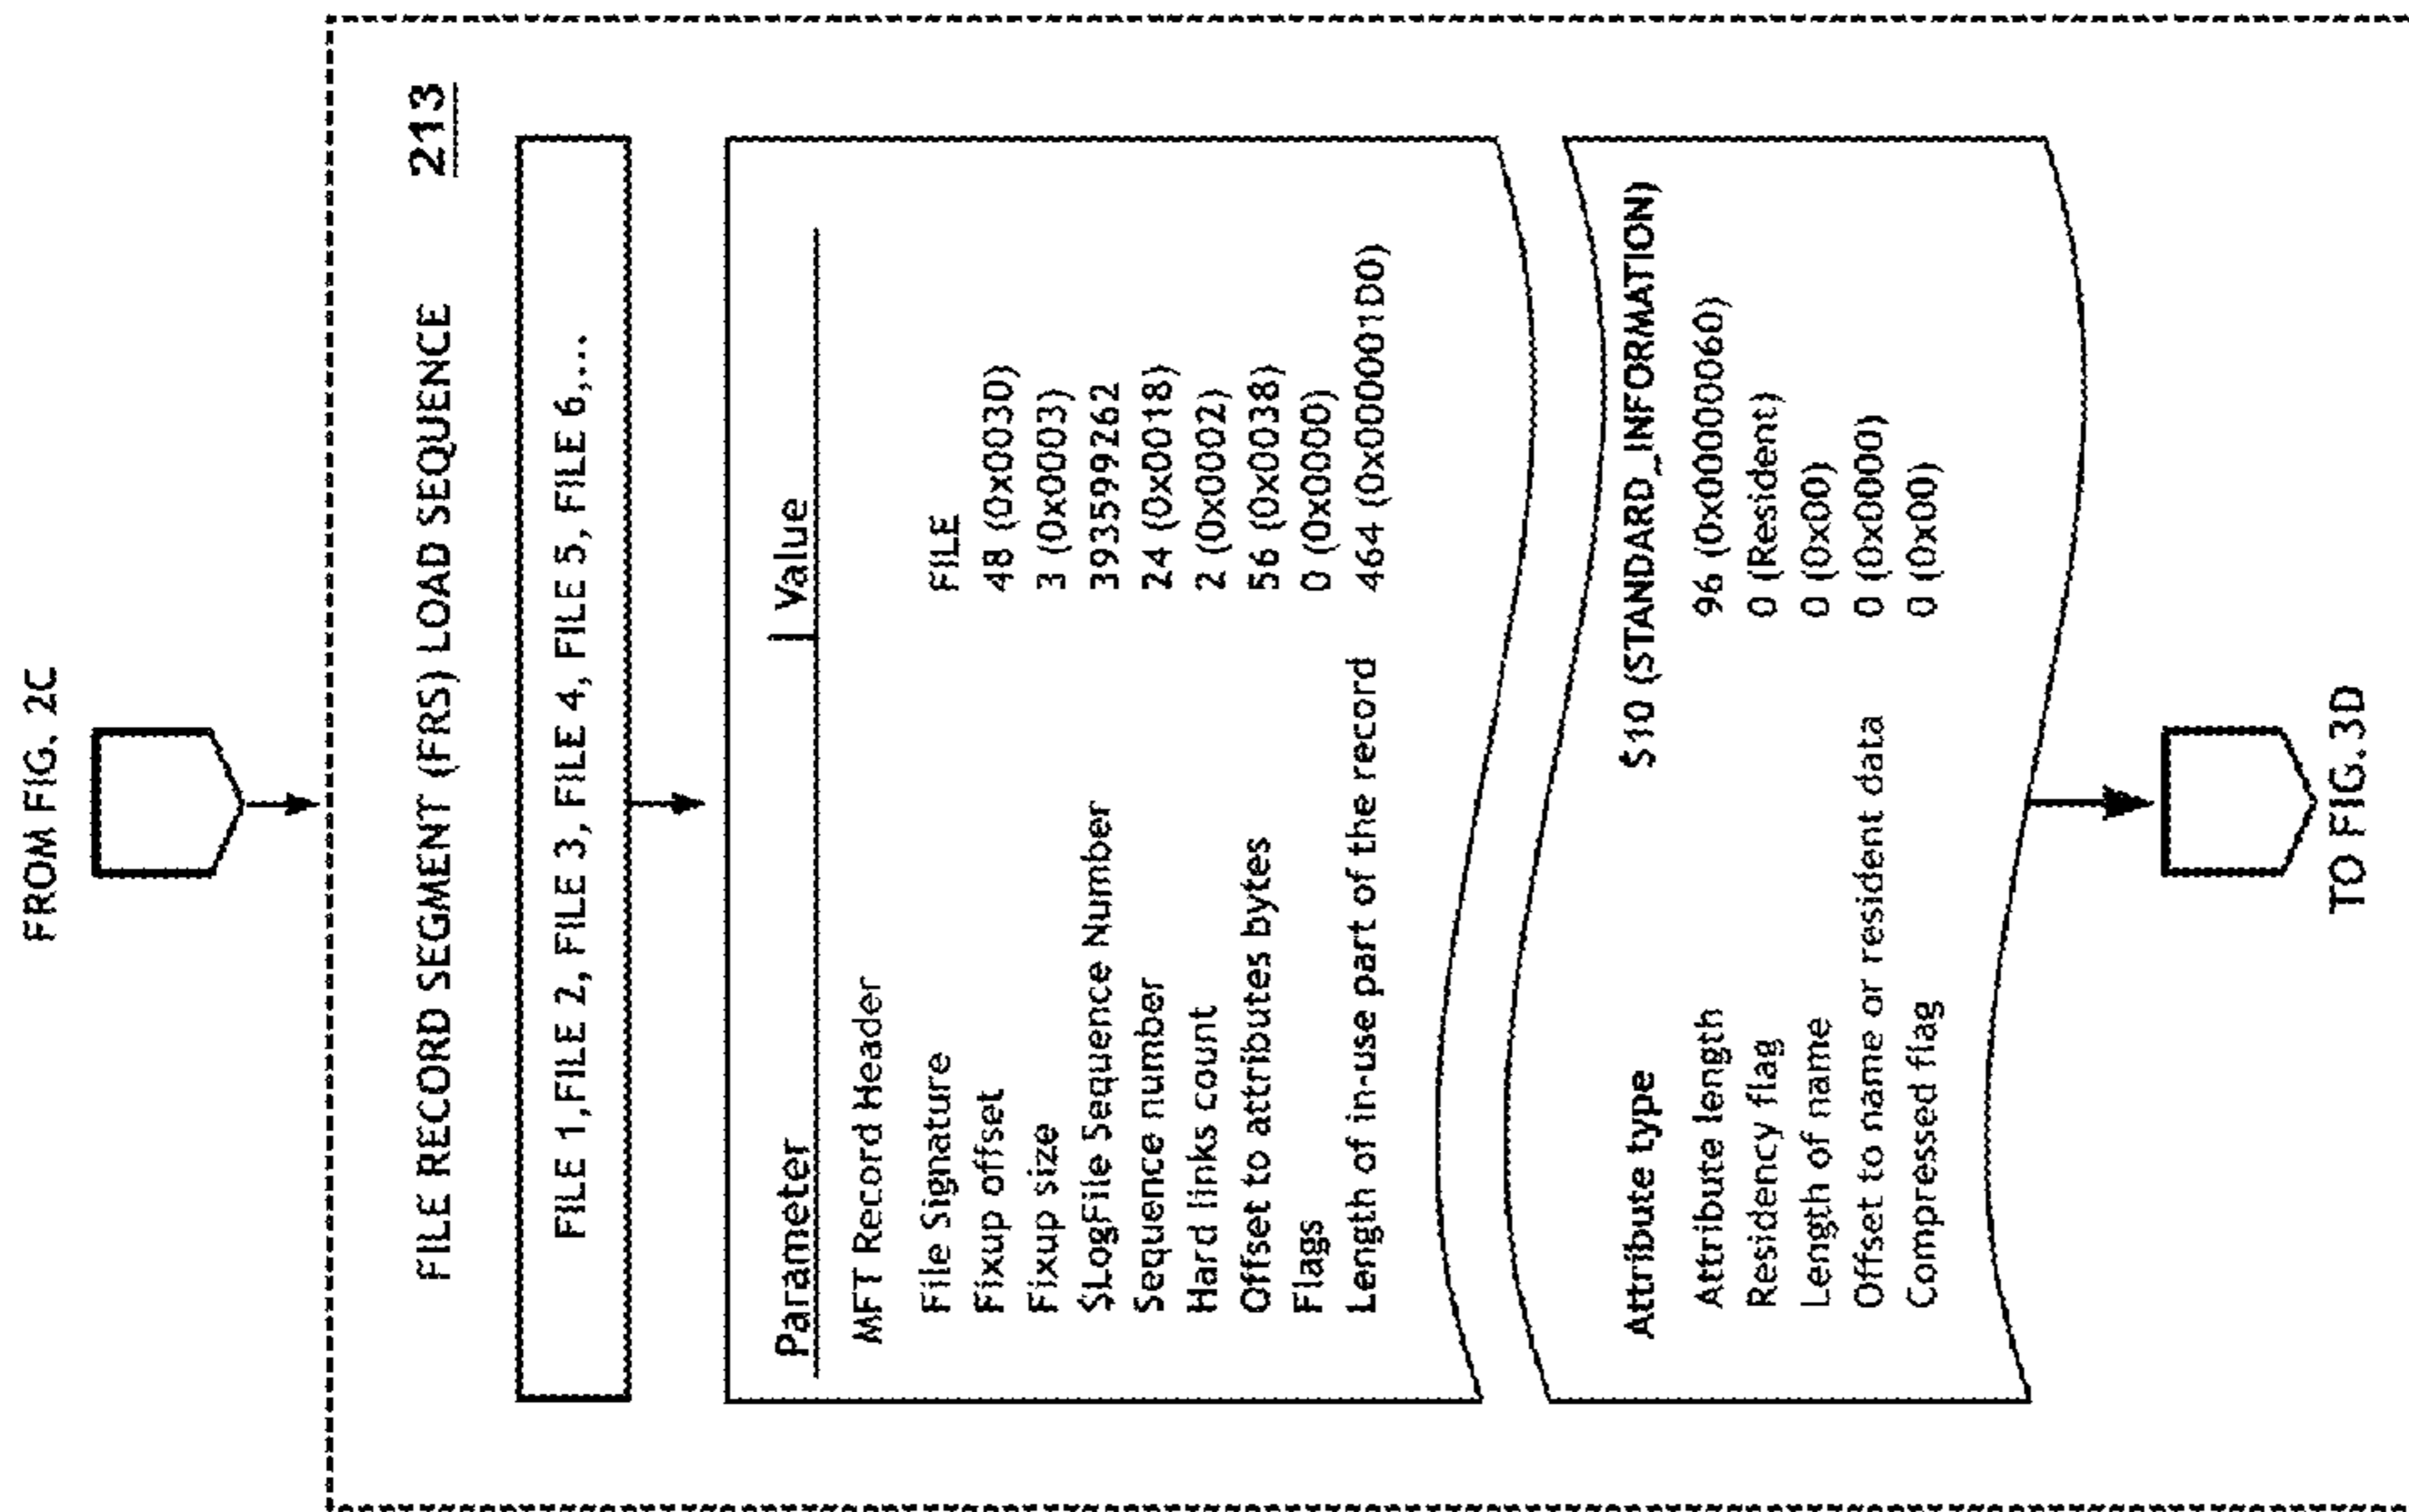 FROM FIG. 2C
FILE RECORD SEGMENT (FRS) LOAD SEQUENCE 213
FILE 1,FILE 2, FILE 3, FILE 4, FILE 5, FILE 6,...
Parameter Value
MFT Record Header
File Signature FILE
Fixup offset 48 (0x0030)
Fixup size 3 (0x0003)
$LogFile Sequence Number 393599262
Sequence number 24 (0x0018)
Hard links count 2 (0x0002)
Offset to attributes bytes 56 (0x0038)
Flags 0 (0x0000)
Length of in-use part of the record 464 (0x000001D0)
Attribute type $10 (STANDARD_INFORMATION)
Attribute length 96 (0x00000060)
Residency flag 0 (Resident)
Length of name 0 (0x00)
Offset to name or resident data 0 (0x0000)
Compressed flag 0 (0x00)
TO FIG.3D